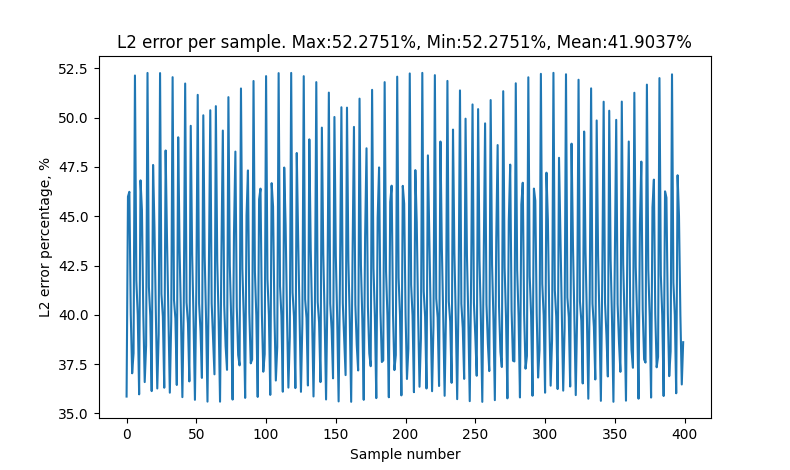 L2 error per sample. Max:52.2751%, Min:52.2751%, Mean:41.9037%
52.5
50.0
47.5
45.0
42.5
40.0
37.5
35.0
L2 error percentage, %
0 50 100 150 200 250 300 350 400
Sample number